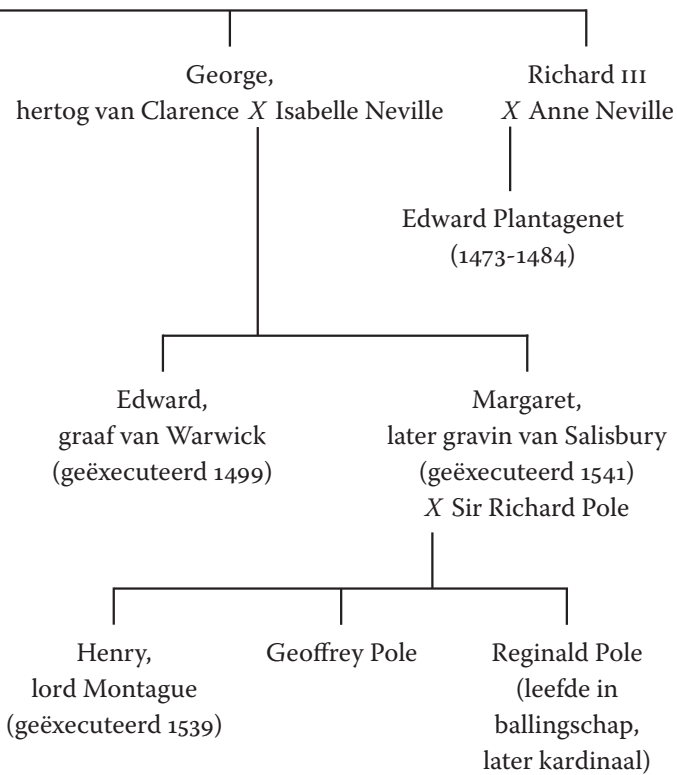 George,
hertog van Clarence X Isabelle Neville
Richard III
X Anne Neville
Edward Plantagenet
(1473-1484)
Edward,
graaf van Warwick
(geëxecuteerd 1499)
Margaret,
later gravin van Salisbury
(geëxecuteerd 1541)
X Sir Richard Pole
Henry,
lord Montague
(geëxecuteerd 1539)
Geoffrey Pole
Reginald Pole
(leefde in
ballingschap,
later kardinaal)